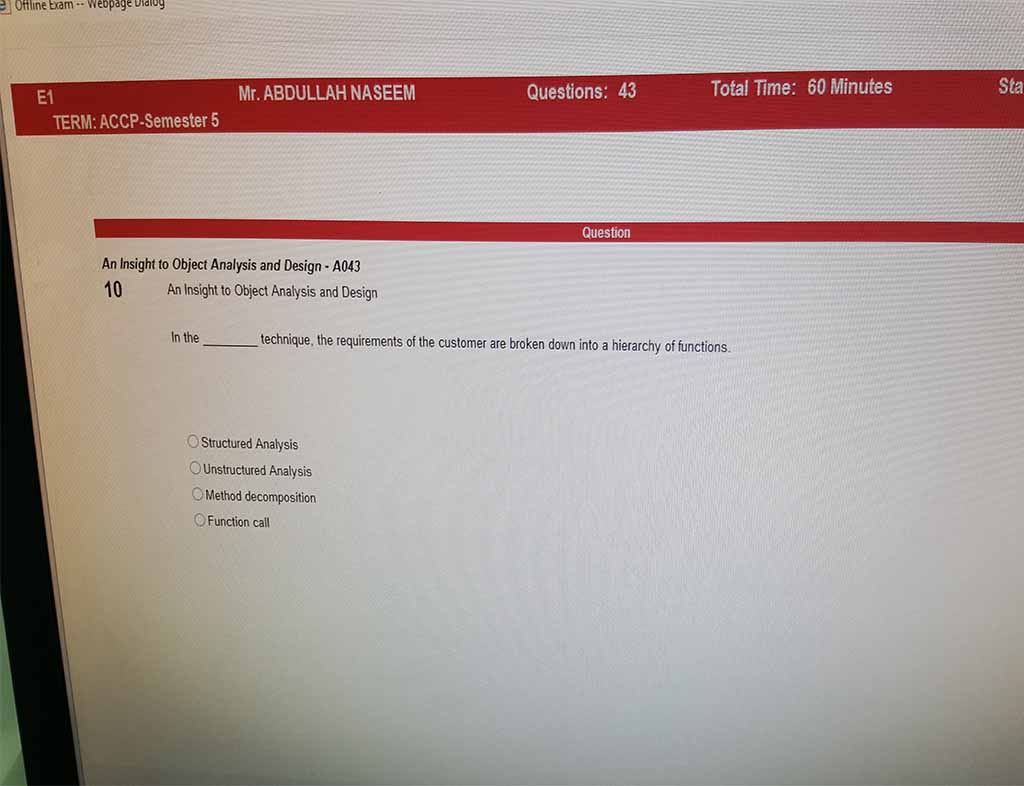 Offline Exam -- Webpage Dialog
E1 Mr. ABDULLAH NASEEM Questions: 43 Total Time: 60 Minutes Sta
TERM: ACCP-Semester 5
Question
An Insight to Object Analysis and Design - A043
10 An Insight to Object Analysis and Design
In the ________ technique, the requirements of the customer are broken down into a hierarchy of functions.
Structured Analysis
Unstructured Analysis
Method decomposition
Function call